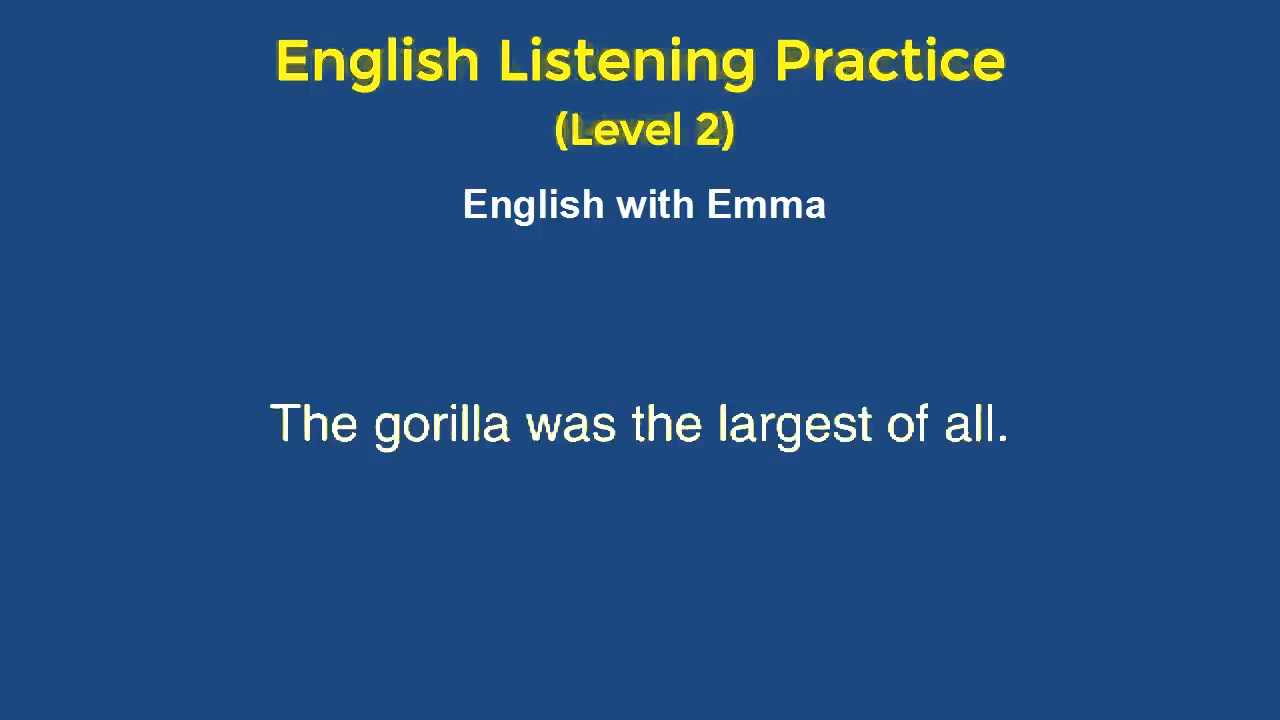 English Listening Practice
(Level 2)
English with Emma
The gorilla was the largest of all.